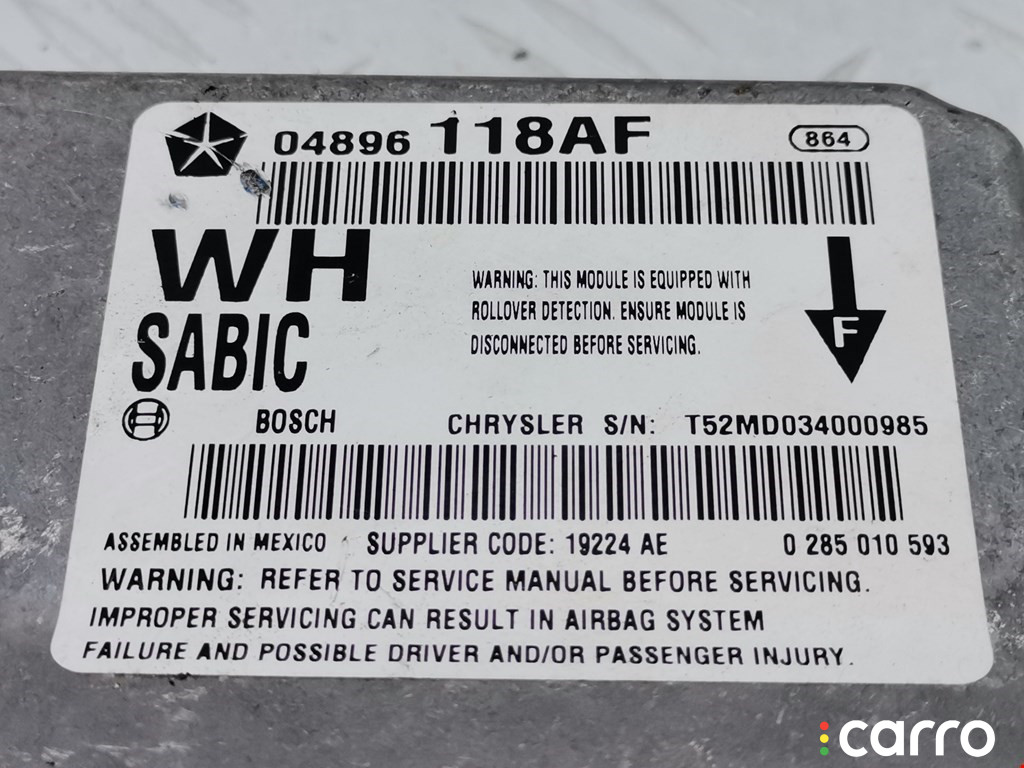 04896 118AF 864
WH
SABIC
WARNING: THIS MODULE IS EQUIPPED WITH
ROLLOVER DETECTION. ENSURE MODULE IS
DISCONNECTED BEFORE SERVICING.
F
BOSCH CHRYSLER S/N: T52MD034000985
ASSEMBLED IN MEXICO SUPPLIER CODE: 19224 AE 0 285 010 593
WARNING: REFER TO SERVICE MANUAL BEFORE SERVICING.
IMPROPER SERVICING CAN RESULT IN AIRBAG SYSTEM
FAILURE AND POSSIBLE DRIVER AND/OR PASSENGER INJURY.
carro